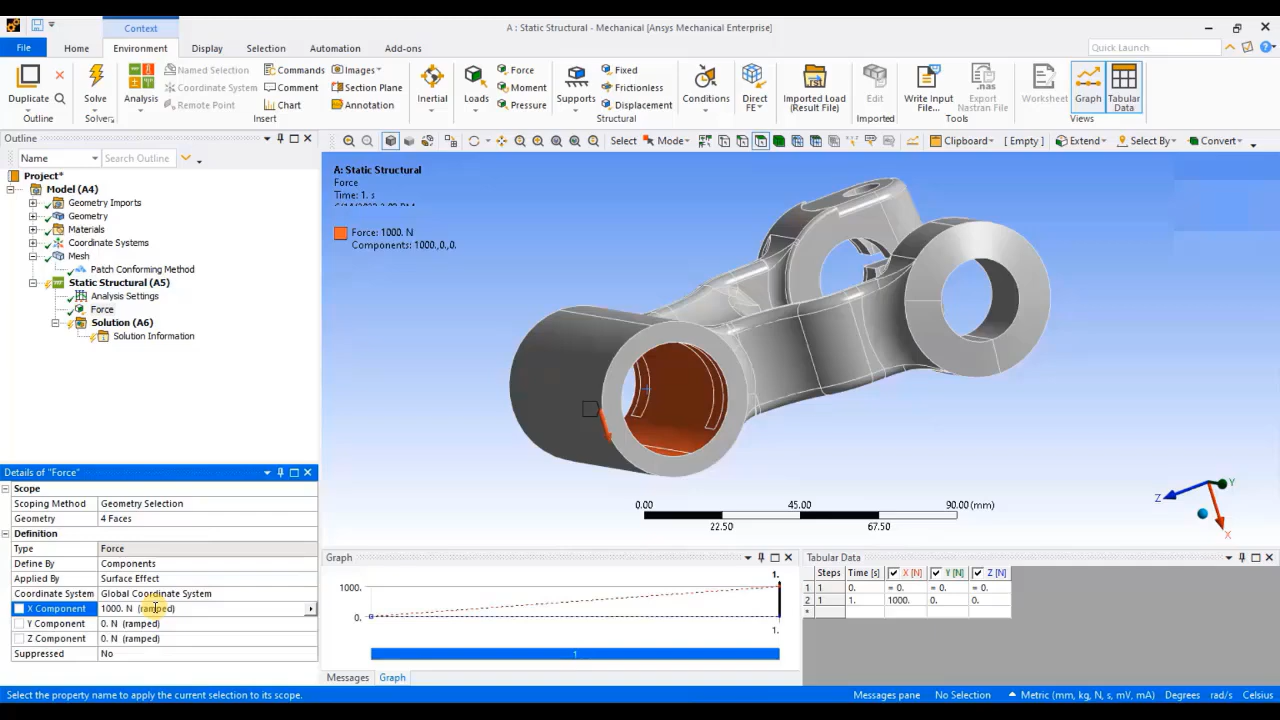 Context
A : Static Structural - Mechanical [Ansys Mechanical Enterprise]
File Home Environment Display Selection Automation Add-ons
Quick Launch
Duplicate
Outline
Solve
Solvers
Analysis
Named Selection
Coordinate System
Remote Point
Commands
Comment
Chart
Images
Section Plane
Annotation
Insert
Inertial
Loads
Force
Moment
Pressure
Supports
Fixed
Frictionless
Displacement
Structural
Conditions
Direct
FE
Imported Load
(Result File)
Edit
Imported
Write Input
File...
Export
Nastran File
Tools
Worksheet
Graph
Tabular
Data
Views
Outline
Select Mode Clipboard [ Empty ] Extend Select By Convert
Name Search Outline
Project*
Model (A4)
Geometry Imports
Geometry
Materials
Coordinate Systems
Mesh
Patch Conforming Method
Static Structural (A5)
Analysis Settings
Force
Solution (A6)
Solution Information
A: Static Structural
Force
Time: 1. s
Force: 1000. N
Components: 1000.,0.,0.
0.00 45.00 90.00 (mm)
22.50 67.50
Z Y
X
Details of "Force"
Scope
Scoping Method Geometry Selection
Geometry 4 Faces
Definition
Type Force
Define By Components
Applied By Surface Effect
Coordinate System Global Coordinate System
X Component 1000. N (ramped)
Y Component 0. N (ramped)
Z Component 0. N (ramped)
Suppressed No
Graph
1.
1000.
0.
1.
1
Messages Graph
Tabular Data
Steps Time [s] X [N] Y [N] Z [N]
1 1 0. = 0. = 0. = 0.
2 1 1. 1000. 0. 0.
*
Select the property name to apply the current selection to its scope.
Messages pane No Selection Metric (mm, kg, N, s, mV, mA) Degrees rad/s Celsius